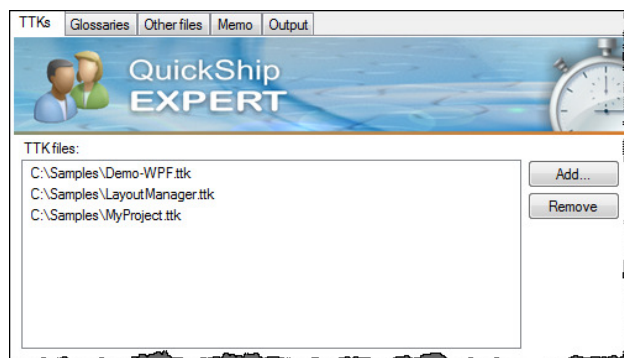 TTKs Glossaries Other files Memo Output
QuickShip
EXPERT
TTK files:
C:\Samples\Demo-WPF.ttk
C:\Samples\LayoutManager.ttk
C:\Samples\MyProject.ttk
Add...
Remove